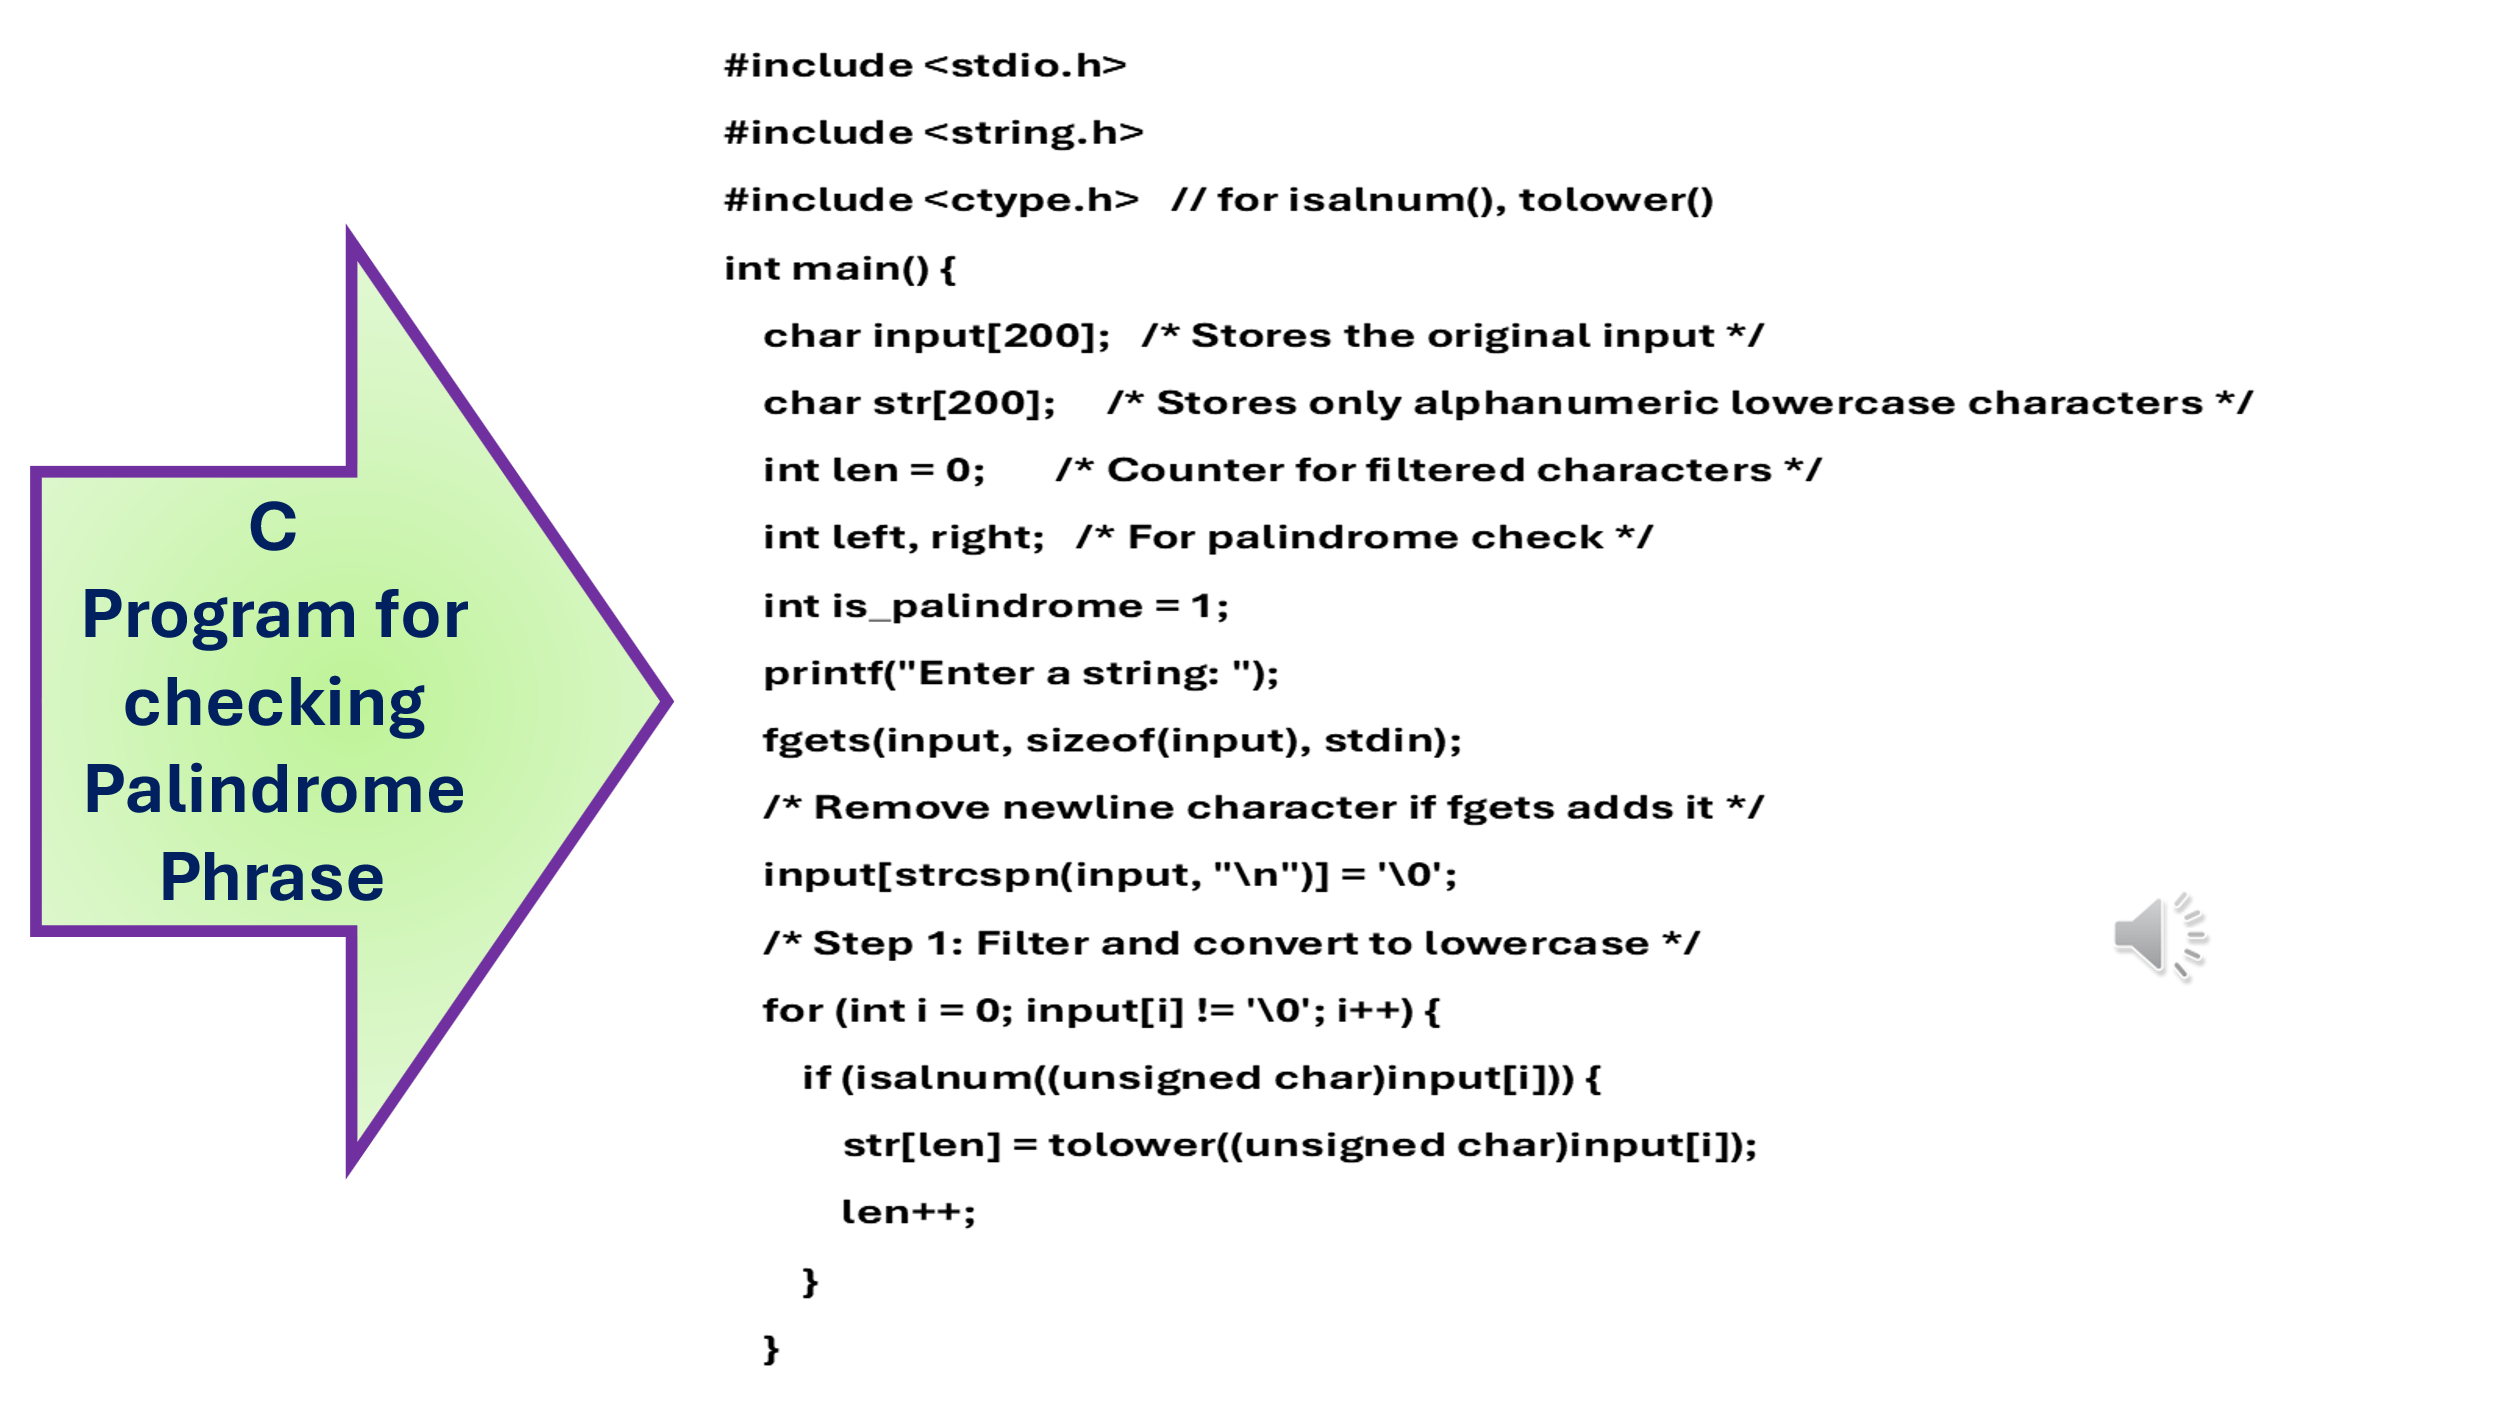 C
Program for
checking
Palindrome
Phrase
#include <stdio.h>
#include <string.h>
#include <ctype.h>   // for isalnum(), tolower()
int main() {
    char input[200];   /* Stores the original input */
    char str[200];     /* Stores only alphanumeric lowercase characters */
    int len = 0;       /* Counter for filtered characters */
    int left, right;   /* For palindrome check */
    int is_palindrome = 1;
    printf("Enter a string: ");
    fgets(input, sizeof(input), stdin);
    /* Remove newline character if fgets adds it */
    input[strcspn(input, "\n")] = '\0';
    /* Step 1: Filter and convert to lowercase */
    for (int i = 0; input[i] != '\0'; i++) {
        if (isalnum((unsigned char)input[i])) {
            str[len] = tolower((unsigned char)input[i]);
            len++;
        }
    }